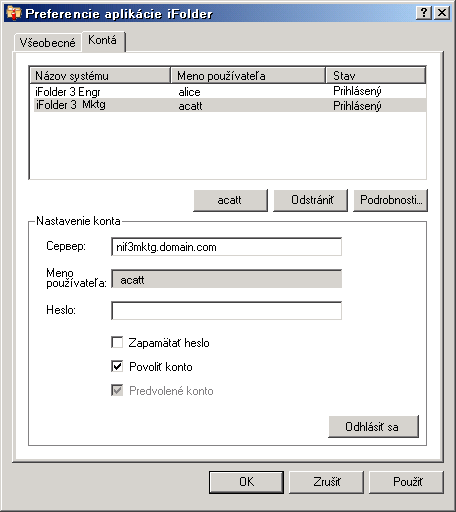 Preferencie aplikácie iFolder
Všeobecné Kontá
Názov systému Meno používateľa Stav
iFolder 3 Engr alice Prihlásený
iFolder 3 Mktg acatt Prihlásený
acatt Odstrániť Podrobnosti...
Nastavenie konta
Сервер: nif3mktg.domain.com
Meno
používateľa: acatt
Heslo:
Zapamätať heslo
Povoliť konto
Predvolené konto
Odhlásiť sa
OK Zrušiť Použiť